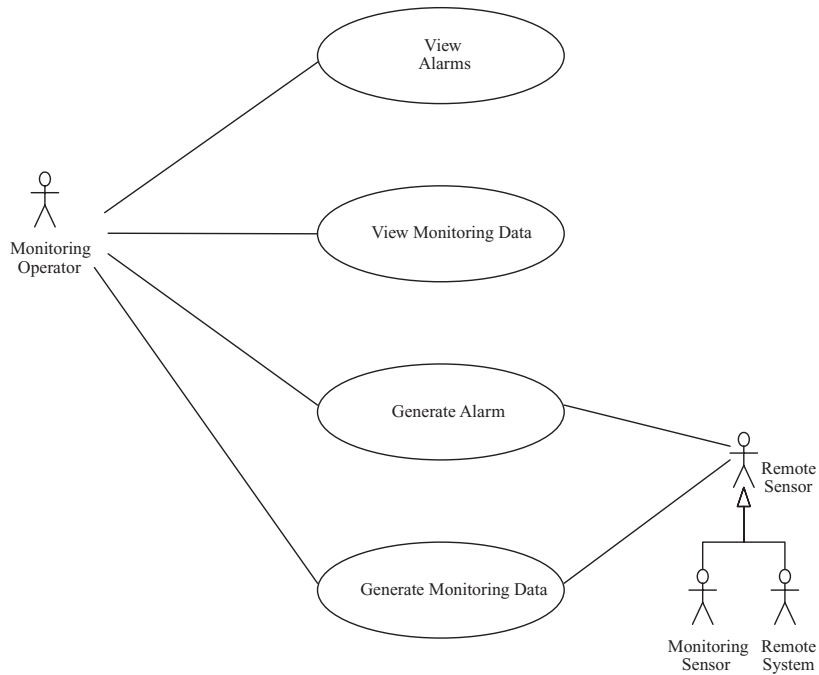 View
Alarms
Monitoring
Operator
View Monitoring Data
Generate Alarm
Remote
Sensor
Generate Monitoring Data
Monitoring
Sensor
Remote
System